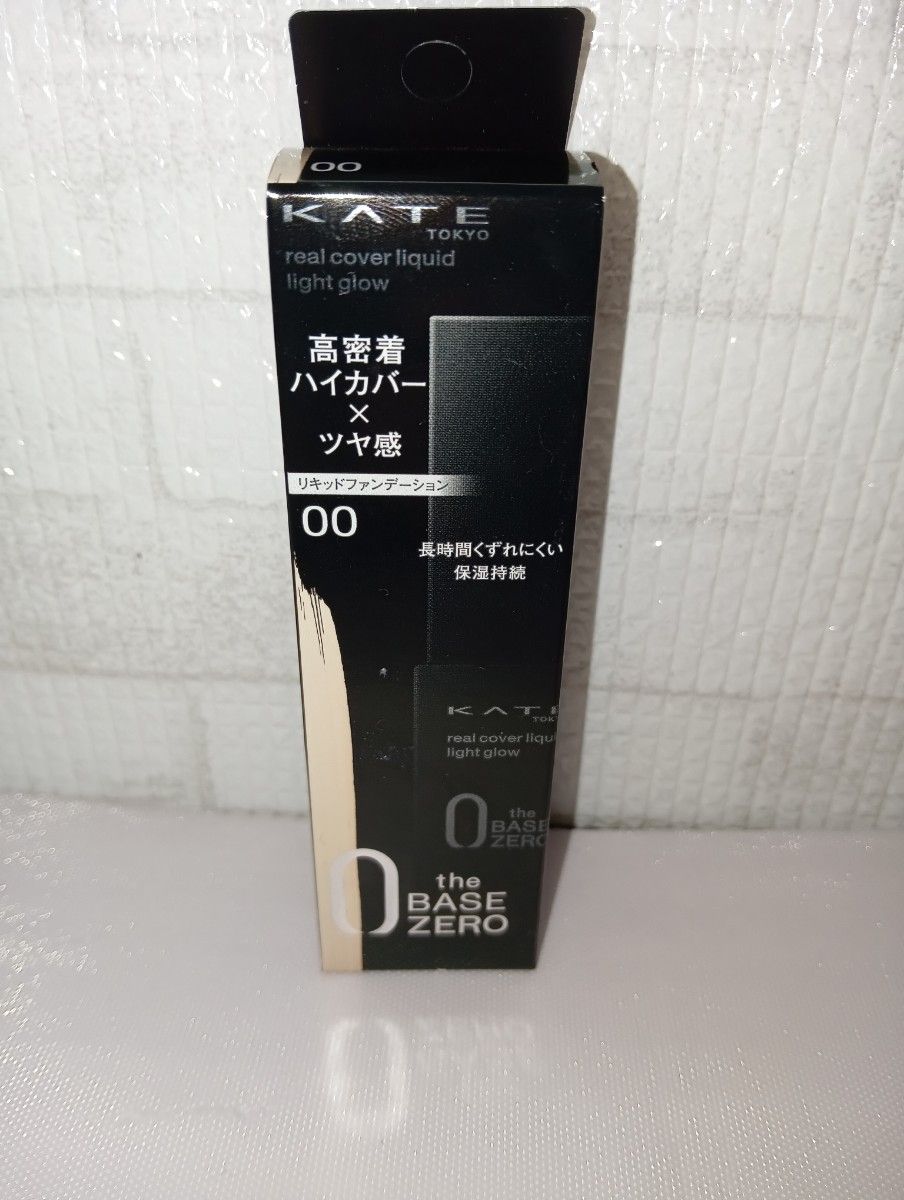 00
KATE
TOKYO
real cover liquid
light glow
高密着
ハイカバー
×
ツヤ感
リキッドファンデーション
00
長時間くずれにくい
保湿持続
KATE
TOKY
real cover liqu
light glow
0 the
BASE
ZERO
0 the
BASE
ZERO